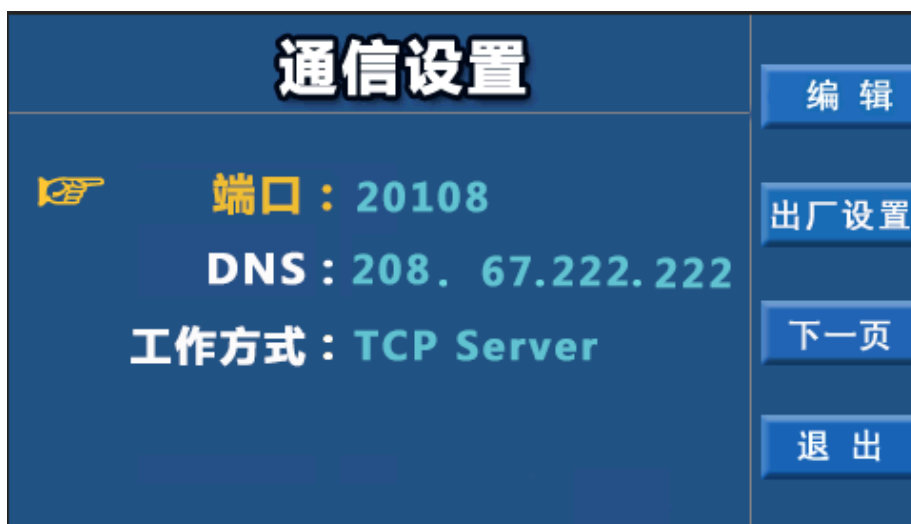 通信设置
端口：20108
DNS：208. 67.222.222
工作方式：TCP Server
编 辑
出厂设置
下一页
退 出